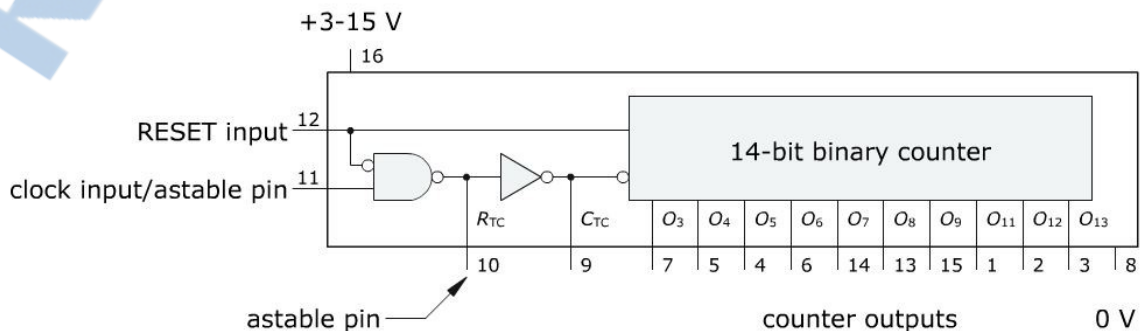 +3-15 V
16
RESET input 12
14-bit binary counter
clock input/astable pin 11
RTC CTC O3 O4 O5 O6 O7 O8 O9 O11 O12 O13
10 9 7 5 4 6 14 13 15 1 2 3 8
astable pin counter outputs 0 V